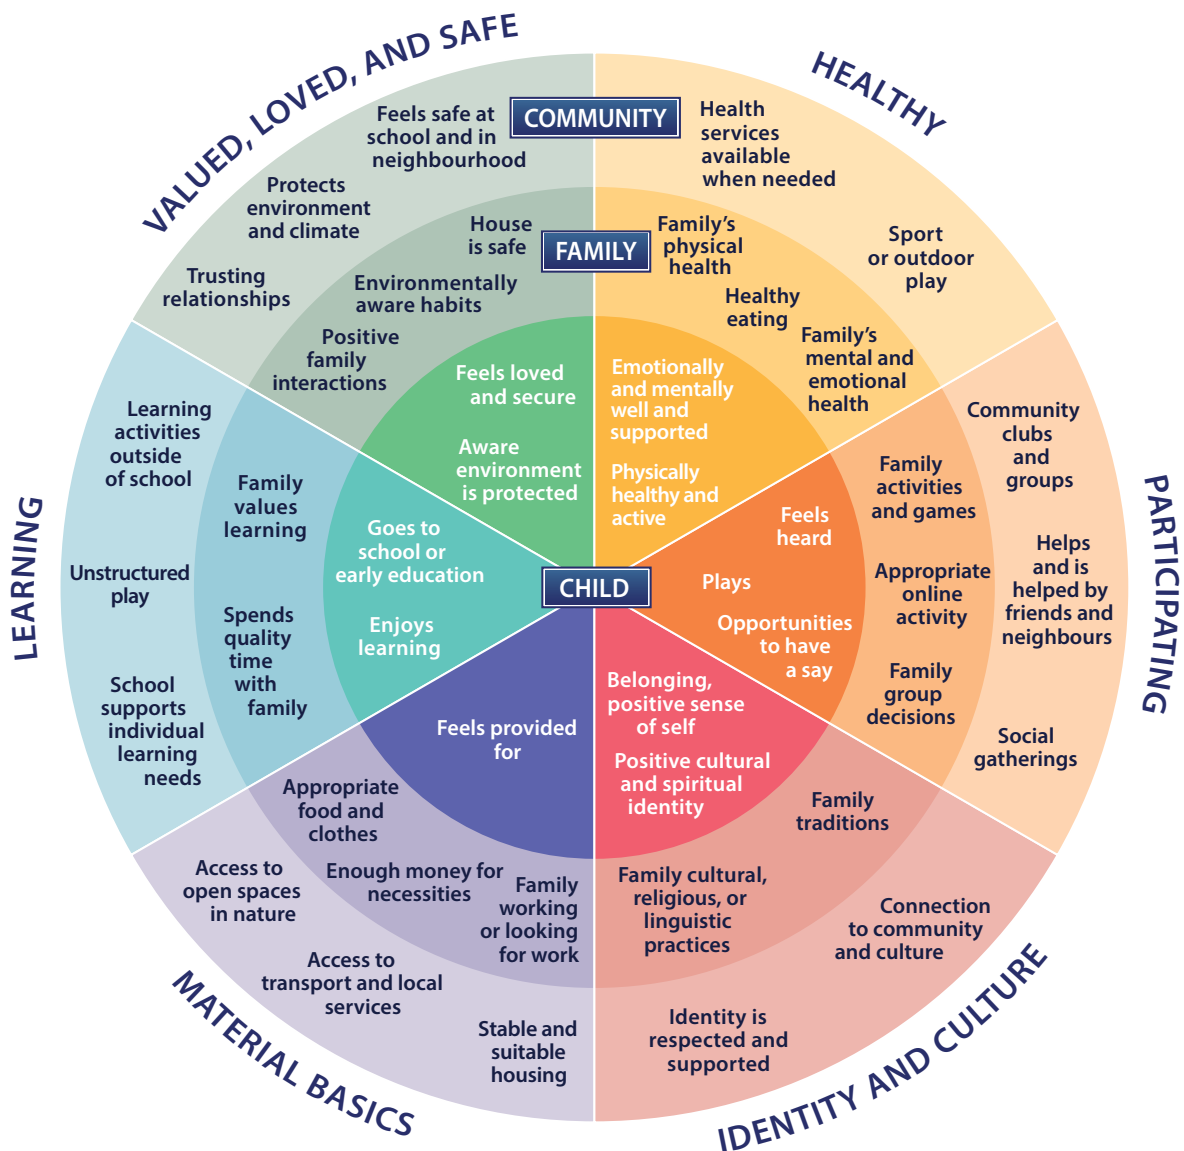 VALUED, LOVED, AND SAFE
HEALTHY
PARTICIPATING
IDENTITY AND CULTURE
MATERIAL BASICS
LEARNING
COMMUNITY
FAMILY
CHILD
Feels safe at
school and in
neighbourhood
Protects
environment
and climate
Trusting
relationships
House
is safe
Environmentally
aware habits
Positive
family
interactions
Feels loved
and secure
Aware
environment
is protected
Health
services
available
when needed
Sport
or outdoor
play
Family's
physical
health
Healthy
eating
Family's
mental and
emotional
health
Emotionally
and mentally
well and
supported
Physically
healthy and
active
Community
clubs
and
groups
Helps
and is
helped by
friends and
neighbours
Social
gatherings
Family
activities
and games
Appropriate
online
activity
Family
group
decisions
Feels
heard
Plays
Opportunities
to have
a say
Belonging,
positive sense
of self
Positive cultural
and spiritual
identity
Family
traditions
Family cultural,
religious, or
linguistic
practices
Connection
to community
and culture
Identity is
respected and
supported
Feels provided
for
Appropriate
food and
clothes
Enough money for
necessities
Family
working
or looking
for work
Access to
open spaces
in nature
Access to
transport and local
services
Stable and
suitable
housing
Goes to
school or
early education
Enjoys
learning
Family
values
learning
Spends
quality
time
with
family
Learning
activities
outside
of school
Unstructured
play
School
supports
individual
learning
needs